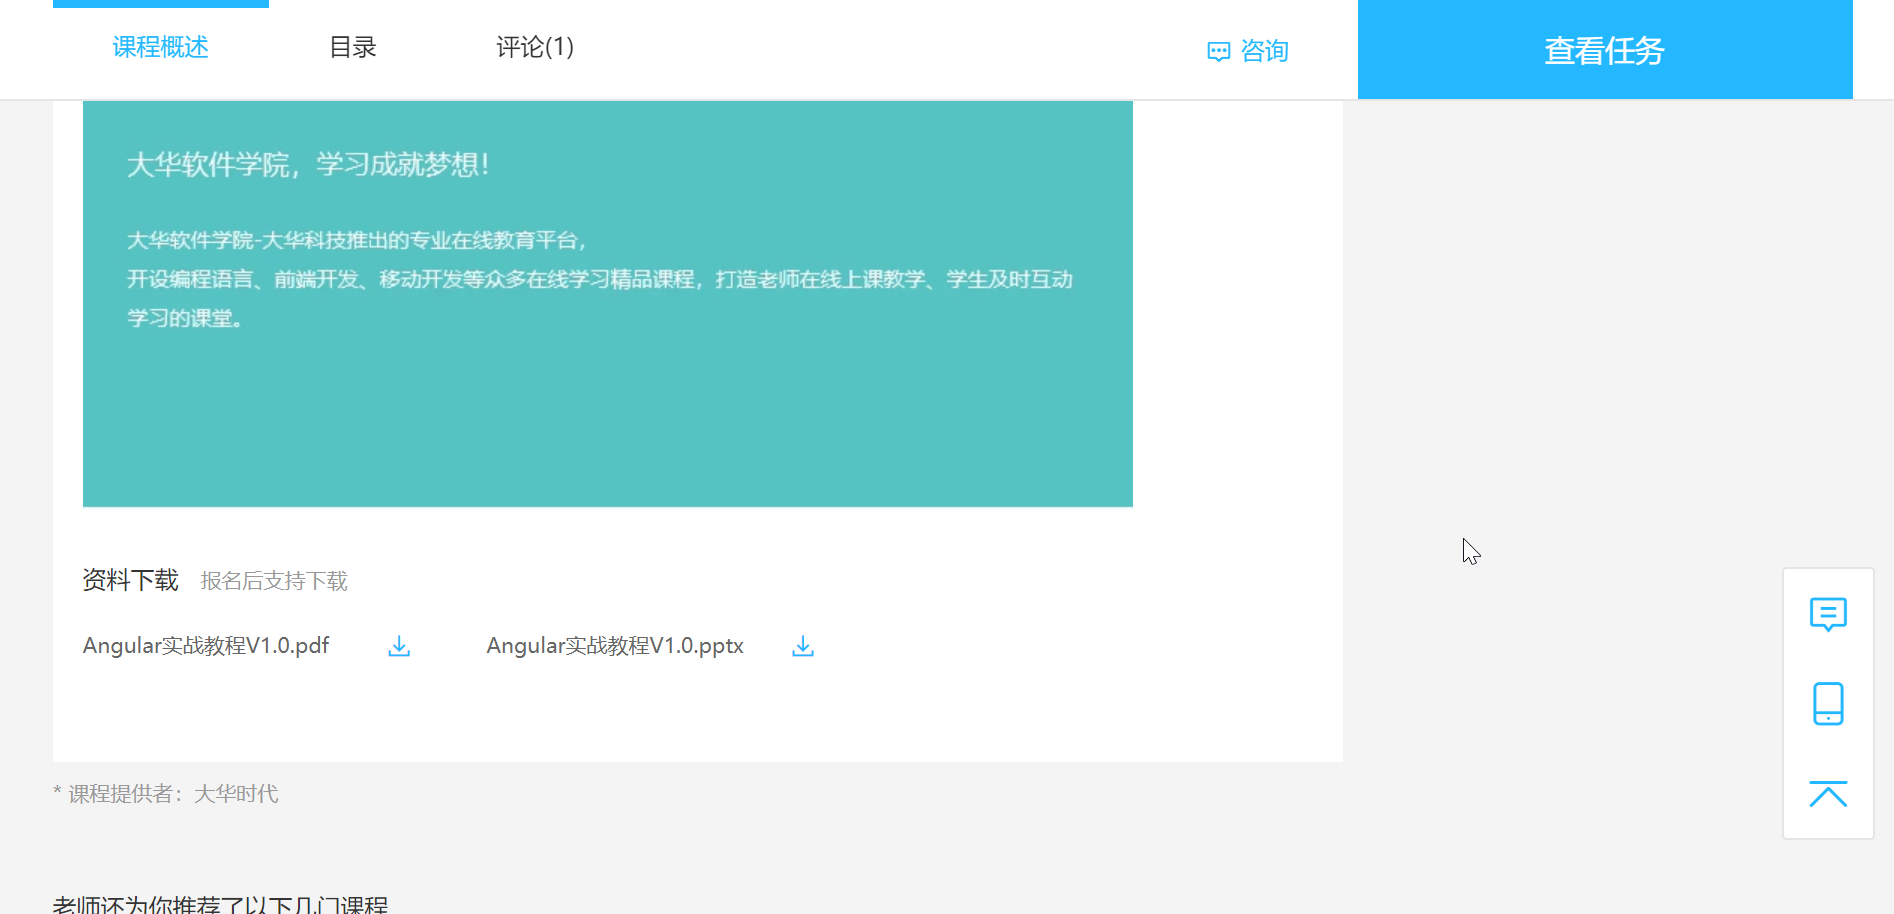 课程概述 目录 评论(1) 咨询 查看任务
大华软件学院，学习成就梦想！
大华软件学院-大华科技推出的专业在线教育平台，
开设编程语言、前端开发、移动开发等众多在线学习精品课程，打造老师在线上课教学、学生及时互动
学习的课堂。
资料下载 报名后支持下载
Angular实战教程V1.0.pdf Angular实战教程V1.0.pptx
* 课程提供者：大华时代
老师还为你推荐了以下几门课程